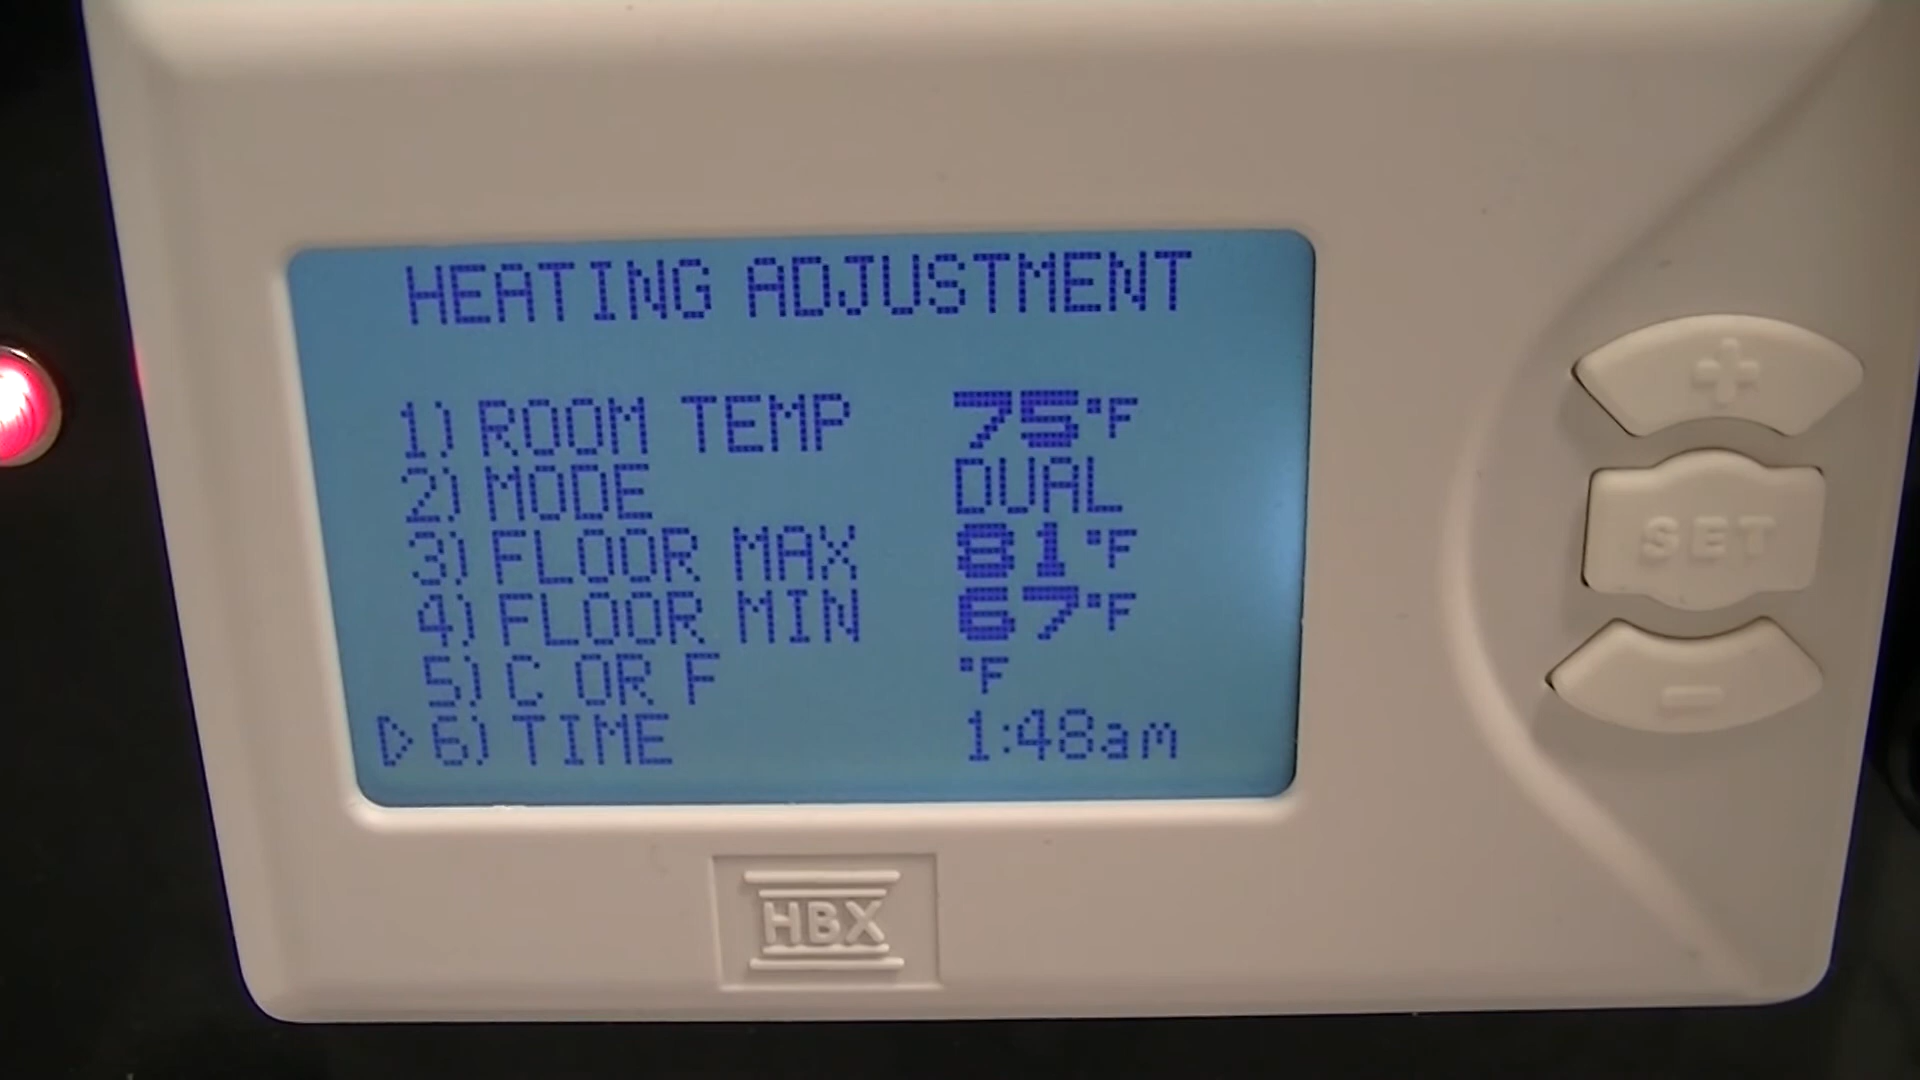 HEATING ADJUSTMENT
1) ROOM TEMP 75°F
2) MODE DUAL
3) FLOOR MAX 81°F
4) FLOOR MIN 67°F
5) C OR F °F
▷ 6) TIME 1:48am
+
SET
−
HBX